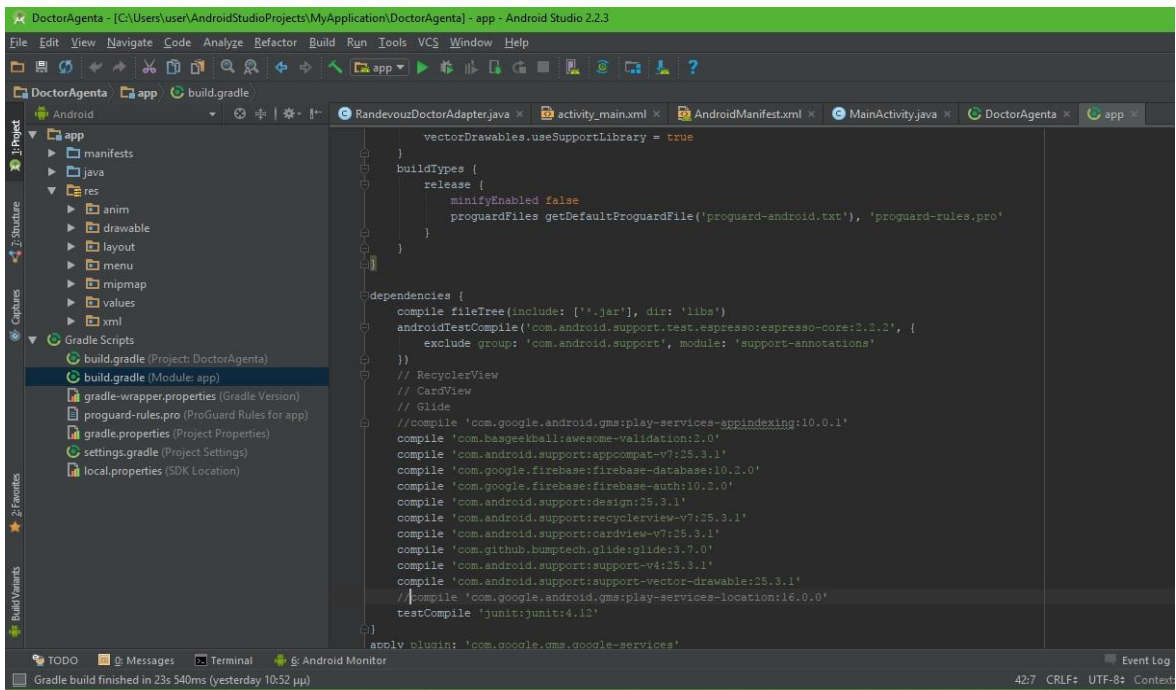 DoctorAgenta - [C:\Users\user\AndroidStudioProjects\MyApplication\DoctorAgenta] - app - Android Studio 2.2.3
File Edit View Navigate Code Analyze Refactor Build Run Tools VCS Window Help
app
DoctorAgenta app build.gradle
Android
RandevouzDoctorAdapter.java × activity_main.xml × AndroidManifest.xml × MainActivity.java × DoctorAgenta × app ×
1: Project
7: Structure
Captures
2: Favorites
Build Variants
app
manifests
java
res
anim
drawable
layout
menu
mipmap
values
xml
Gradle Scripts
build.gradle (Project: DoctorAgenta)
build.gradle (Module: app)
gradle-wrapper.properties (Gradle Version)
proguard-rules.pro (ProGuard Rules for app)
gradle.properties (Project Properties)
settings.gradle (Project Settings)
local.properties (SDK Location)
vectorDrawables.useSupportLibrary = true
}
buildTypes {
release {
minifyEnabled false
proguardFiles getDefaultProguardFile('proguard-android.txt'), 'proguard-rules.pro'
}
}
}
dependencies {
compile fileTree(include: ['*.jar'], dir: 'libs')
androidTestCompile('com.android.support.test.espresso:espresso-core:2.2.2', {
exclude group: 'com.android.support', module: 'support-annotations'
})
// RecyclerView
// CardView
// Glide
//compile 'com.google.android.gms:play-services-appindexing:10.0.1'
compile 'com.basgeekball:awesome-validation:2.0'
compile 'com.android.support:appcompat-v7:25.3.1'
compile 'com.google.firebase:firebase-database:10.2.0'
compile 'com.google.firebase:firebase-auth:10.2.0'
compile 'com.android.support:design:25.3.1'
compile 'com.android.support:recyclerview-v7:25.3.1'
compile 'com.android.support:cardview-v7:25.3.1'
compile 'com.github.bumptech.glide:glide:3.7.0'
compile 'com.android.support:support-v4:25.3.1'
compile 'com.android.support:support-vector-drawable:25.3.1'
//compile 'com.google.android.gms:play-services-location:16.0.0'
testCompile 'junit:junit:4.12'
}
apply plugin: 'com.google.gms.google-services'
TODO 0: Messages Terminal 6: Android Monitor Event Log
Gradle build finished in 23s 540ms (yesterday 10:52 μμ) 42:7 CRLF UTF-8 Context: